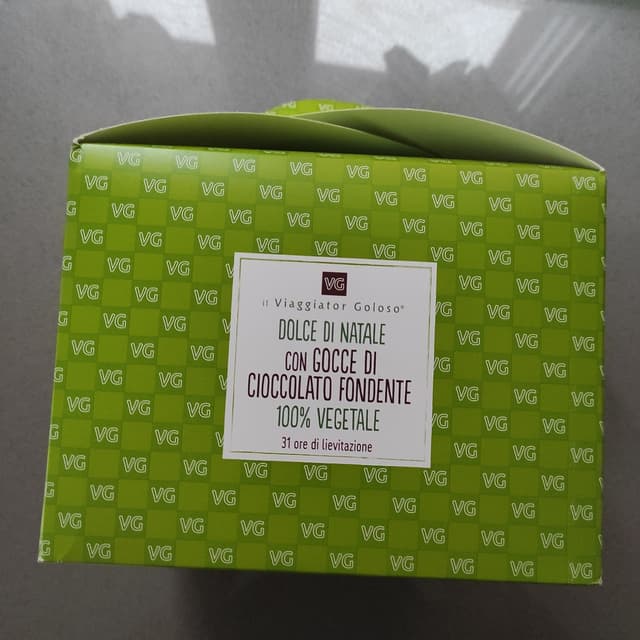 VG
il Viaggiator Goloso®
DOLCE DI NATALE
CON GOCCE DI
CIOCCOLATO FONDENTE
100% VEGETALE
31 ore di lievitazione